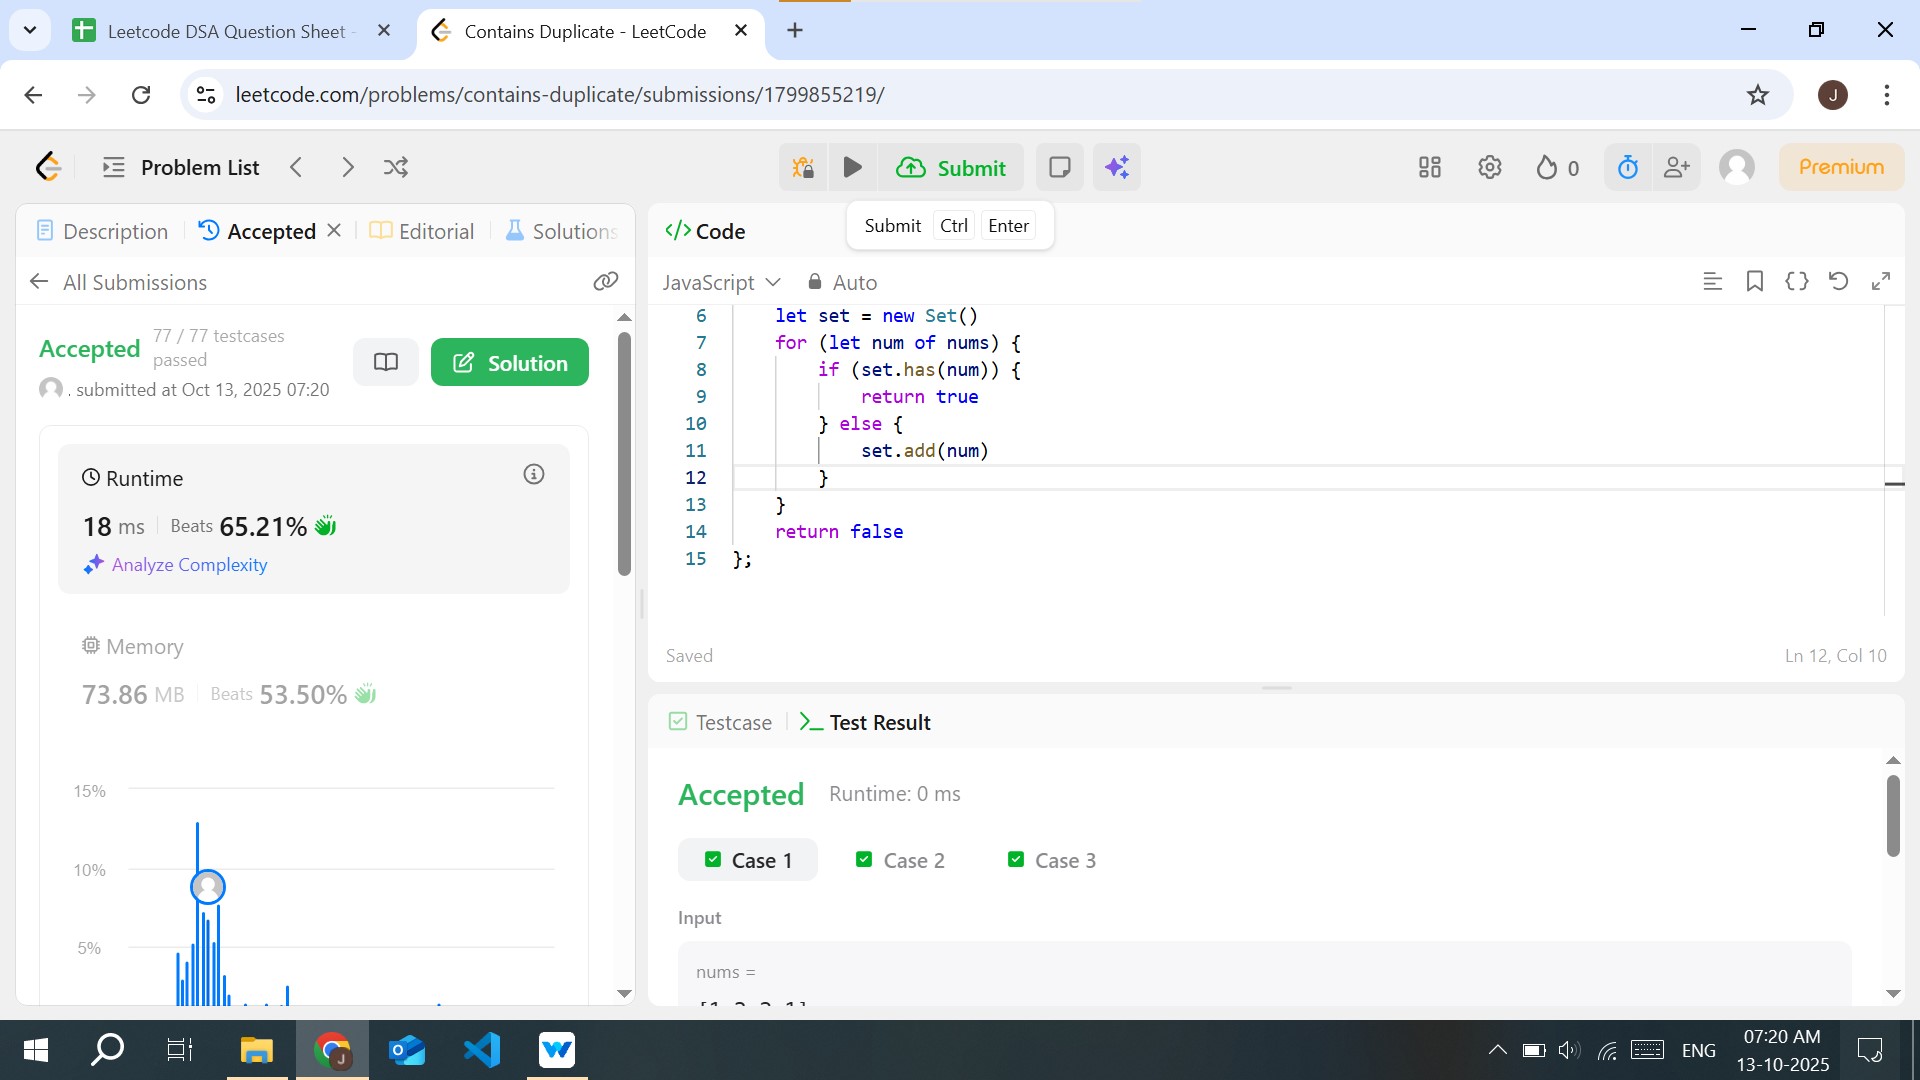 Leetcode DSA Question Sheet -
Contains Duplicate - LeetCode
leetcode.com/problems/contains-duplicate/submissions/1799855219/
J
Problem List
Submit
0
Premium
Description
Accepted
Editorial
Solutions
All Submissions
Accepted
77 / 77 testcases
passed
Solution
. submitted at Oct 13, 2025 07:20
Runtime
18 ms
Beats 65.21%
Analyze Complexity
Memory
73.86 MB
Beats 53.50%
15%
10%
5%
</> Code
Submit Ctrl Enter
JavaScript
Auto
6 let set = new Set()
7 for (let num of nums) {
8 if (set.has(num)) {
9 return true
10 } else {
11 set.add(num)
12 }
13 }
14 return false
15 };
Saved
Ln 12, Col 10
Testcase
Test Result
Accepted
Runtime: 0 ms
Case 1
Case 2
Case 3
Input
nums =
[1,2,3,1]
J
ENG
07:20 AM
13-10-2025